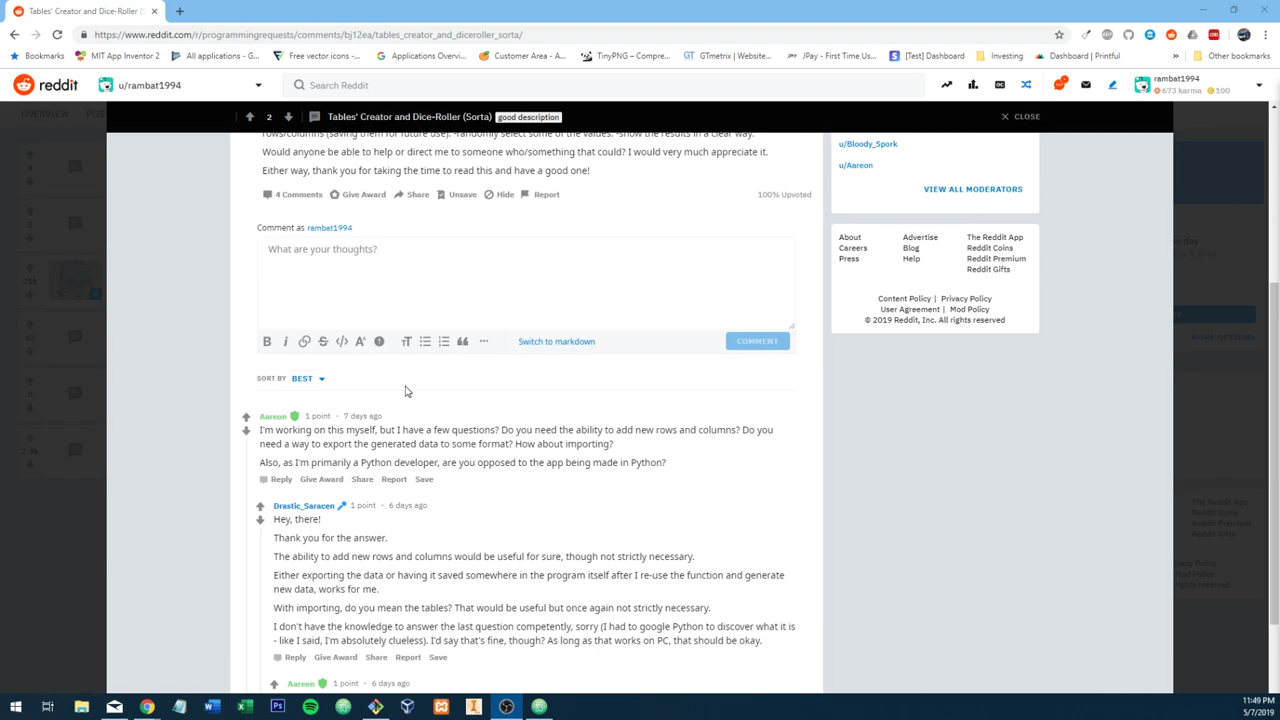 Tables' Creator and Dice-Roller (S
https://www.reddit.com/r/programmingrequests/comments/bj12ea/tables_creator_and_diceroller_sorta/
Bookmarks
MIT App Inventor 2
All applications - G...
Free vector icons -...
Applications Overvi...
Customer Area - A...
TinyPNG – Compre...
GTmetrix | Website...
JPay - First Time Us...
[Test] Dashboard
Investing
Dashboard | Printful
»
Other bookmarks
reddit
u/rambat1994
Search Reddit
rambat1994
673 karma
100
OVERVIEW
2
Tables' Creator and Dice-Roller (Sorta)
good description
CLOSE
rows/columns (saving them for future use). -randomly select some of the values. -show the results in a clear way.
Would anyone be able to help or direct me to someone who/something that could? I would very much appreciate it.
Either way, thank you for taking the time to read this and have a good one!
4 Comments
Give Award
Share
Unsave
Hide
Report
100% Upvoted
Comment as rambat1994
What are your thoughts?
Switch to markdown
COMMENT
SORT BY
BEST
Aareon
1 point · 7 days ago
I'm working on this myself, but I have a few questions? Do you need the ability to add new rows and columns? Do you
need a way to export the generated data to some format? How about importing?
Also, as I'm primarily a Python developer, are you opposed to the app being made in Python?
Reply
Give Award
Share
Report
Save
Drastic_Saracen
1 point · 6 days ago
Hey, there!
Thank you for the answer.
The ability to add new rows and columns would be useful for sure, though not strictly necessary.
Either exporting the data or having it saved somewhere in the program itself after I re-use the function and generate
new data, works for me.
With importing, do you mean the tables? That would be useful but once again not strictly necessary.
I don't have the knowledge to answer the last question competently, sorry (I had to google Python to discover what it is
- like I said, I'm absolutely clueless). I'd say that's fine, though? As long as that works on PC, that should be okay.
Reply
Give Award
Share
Report
Save
Aareon
1 point · 6 days ago
u/Bloody_Spork
u/Aareon
VIEW ALL MODERATORS
About
Advertise
The Reddit App
Careers
Blog
Reddit Coins
Press
Help
Reddit Premium
Reddit Gifts
Content Policy | Privacy Policy
User Agreement | Mod Policy
© 2019 Reddit, Inc. All rights reserved
11:49 PM
5/7/2019